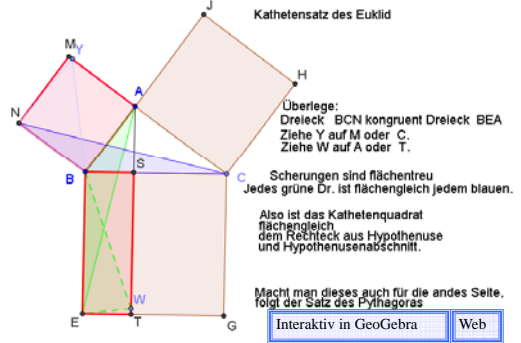 Kathetensatz des Euklid
J
M
Y
H
A
N
Überlege:
Dreieck BCN kongruent Dreieck BEA
Ziehe Y auf M oder C.
Ziehe W auf A oder T.
S
B
C
Scherungen sind flächentreu
Jedes grüne Dr. ist flächengleich jedem blauen.
Also ist das Kathetenquadrat
flächengleich
dem Rechteck aus Hypothenuse
und Hypothenusenabschnitt.
Macht man dieses auch für die andes Seite,
folgt der Satz des Pythagoras
W
E
T
G
Interaktiv in GeoGebra
Web